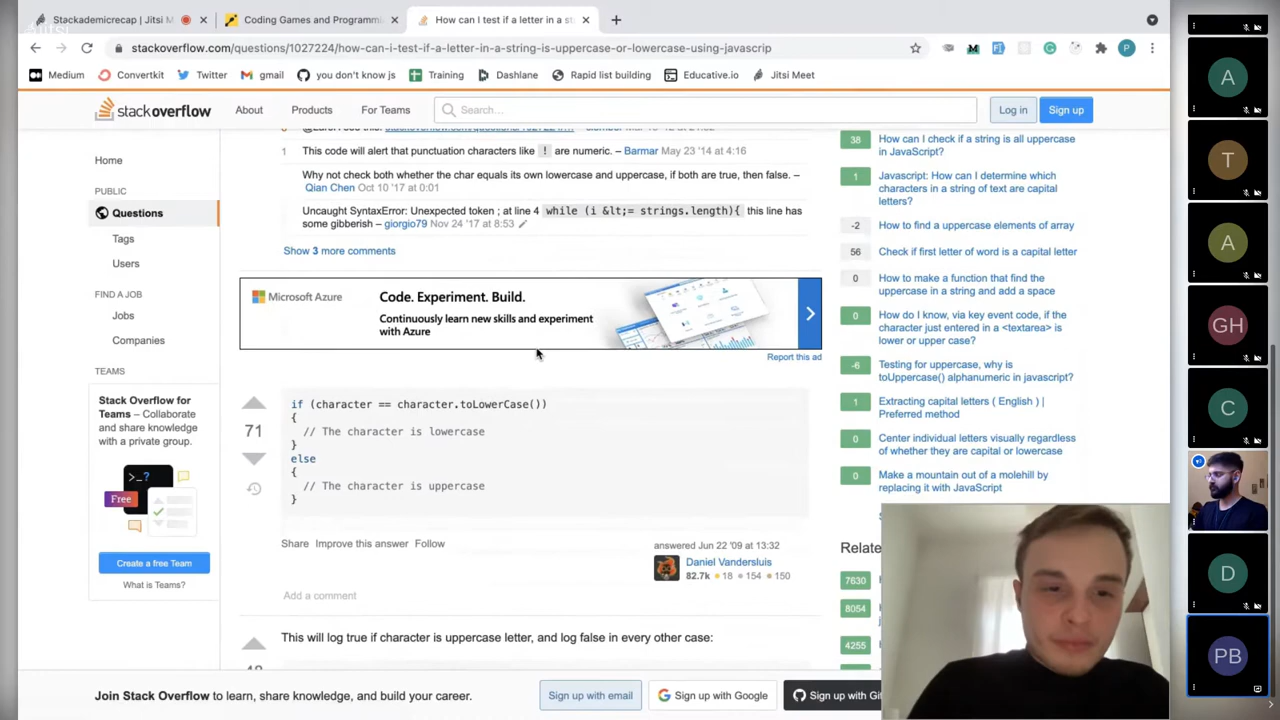 Stackademicrecap | Jitsi M
Coding Games and Programmi
How can I test if a letter in a st
stackoverflow.com/questions/1027224/how-can-i-test-if-a-letter-in-a-string-is-uppercase-or-lowercase-using-javascrip
P
Medium
Convertkit
Twitter
gmail
you don't know js
Training
Dashlane
Rapid list building
Educative.io
Jitsi Meet
stackoverflow
About
Products
For Teams
Search...
Log in
Sign up
Home
PUBLIC
Questions
Tags
Users
FIND A JOB
Jobs
Companies
TEAMS
Stack Overflow for
Teams – Collaborate
and share knowledge
with a private group.
>_?
Free
Create a free Team
What is Teams?
1
This will alert that punctuation characters like ! are numeric. – Barmar May 23 '14 at 4:16
Why not check both whether the char equals its own lowercase and uppercase, if both are true, then false. –
Qian Chen Oct 10 '17 at 0:01
Uncaught SyntaxError: Unexpected token ; at line 4 while (i &lt;= strings.length){ this line has
some gibberish – giorgio79 Nov 24 '17 at 8:53
Show 3 more comments
Microsoft Azure
Code. Experiment. Build.
Continuously learn new skills and experiment
with Azure
Report this ad
71
if (character == character.toLowerCase())
{
// The character is lowercase
}
else
{
// The character is uppercase
}
Share Improve this answer Follow
answered Jun 22 '09 at 13:32
Daniel Vandersluis
82.7k 18 154 150
Add a comment
This will log true if character is uppercase letter, and log false in every other case:
38
How can I check if a string is all uppercase
in JavaScript?
1
Javascript: How can I determine which
characters in a string of text are capital
letters?
-2
How to find a uppercase elements of array
56
Check if first letter of word is a capital letter
0
How to make a function that find the
uppercase in a string and add a space
0
How do I know, via key event code, if the
character just entered in a <textarea> is
lower or upper case?
-6
Testing for uppercase, why is
toUppercase() alphanumeric in javascript?
1
Extracting capital letters ( English ) |
Preferred method
0
Center individual letters visually regardless
of whether they are capital or lowercase
0
Make a mountain out of a molehill by
replacing it with JavaScript
Relate
7630
8054
4255
Join Stack Overflow to learn, share knowledge, and build your career.
Sign up with email
Sign up with Google
Sign up with Git
A
T
A
GH
C
D
PB